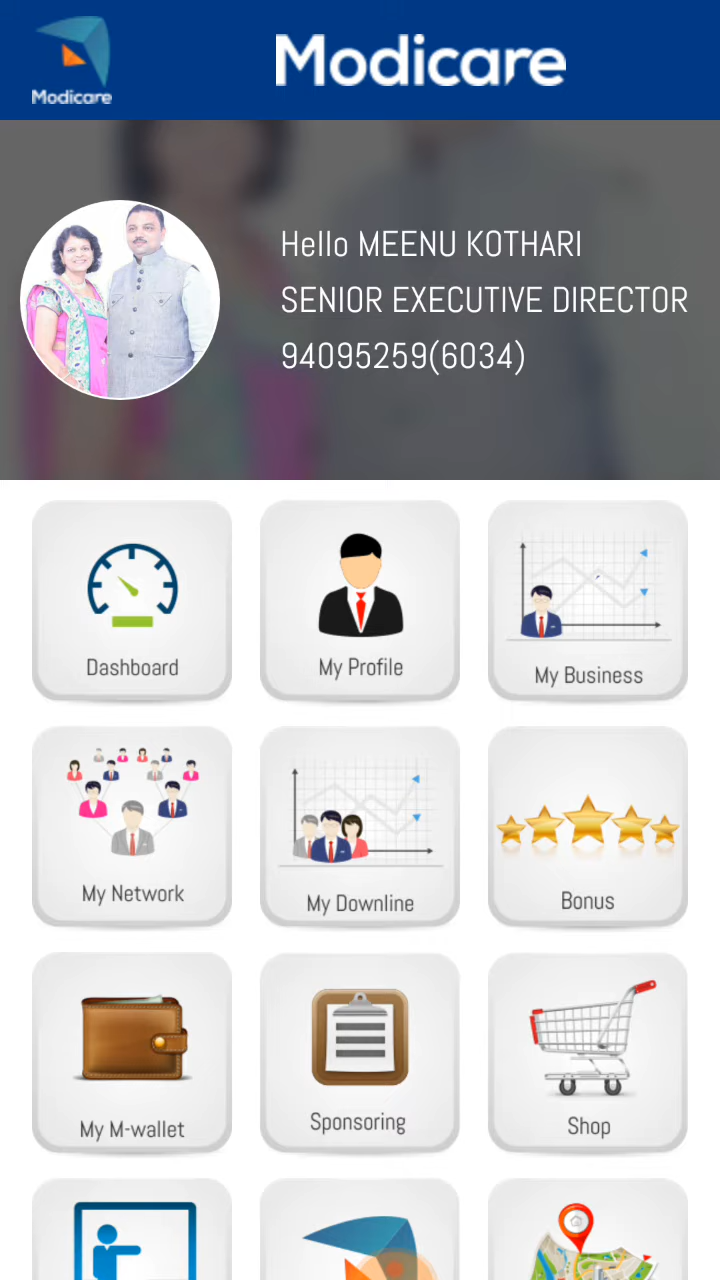 Modicare
Modicare
Hello MEENU KOTHARI
SENIOR EXECUTIVE DIRECTOR
94095259(6034)
Dashboard
My Profile
My Business
My Network
My Downline
Bonus
My M-wallet
Sponsoring
Shop